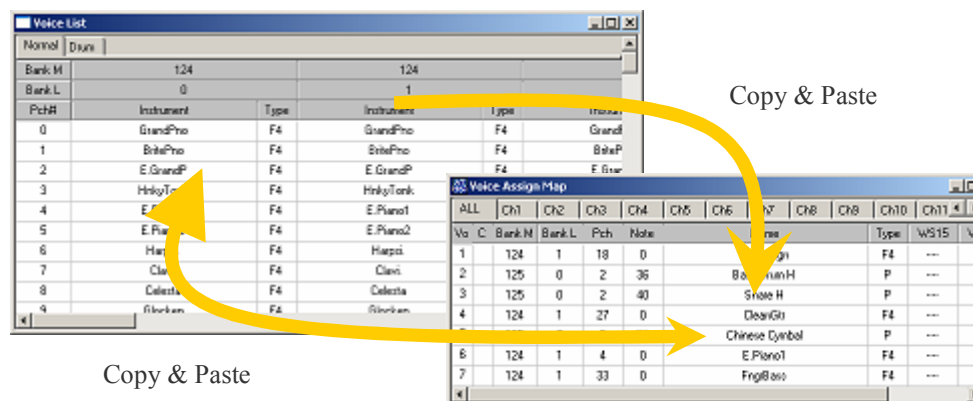 Voice List
Normal Drum
Bank M 124 124
Bank L 0 1
Pch# Instrument Type Instrument Type
0 GrandPno F4 GrandPno F4 Grand
1 BritePno F4 BritePno F4 BriteP
2 E.GrandP F4 E.GrandP F4
3 F4 HnkyTonk
4 F4 E.Piano1
5 F4 E.Piano2
6 F4 Harpsi.
7 F4 Clavi.
8 Celesta F4 Celesta
9 Glocken F4 Glocken
Copy & Paste
Voice Assign Map
ALL Ch1 Ch2 Ch3 Ch4 Ch5 Ch6 Ch7 Ch8 Ch9 Ch10 Ch11
Vo C Bank M Bank L Pch Note Type WS15
1 124 1 18 0 F4 ---
2 125 0 2 36 P ---
3 125 0 2 40 Snare H P ---
4 124 1 27 0 CleanGtr F4 ---
Chinese Cymbal P ---
6 124 1 4 0 E.Piano1 F4 ---
7 124 1 33 0 FngrBass F4 ---
Copy & Paste